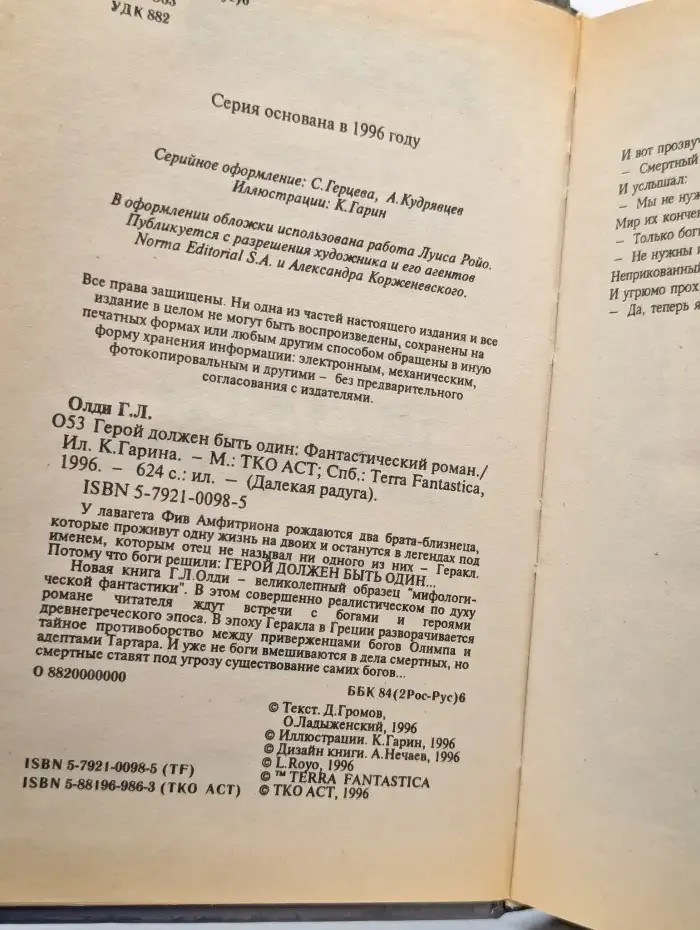 УДК 882
Серия основана в 1996 году
Серийное оформление: С.Герцева, А.Кудрявцев
Иллюстрации: К.Гарин
В оформлении обложки использована работа Луиса Ройо.
Публикуется с разрешения художника и его агентов
Norma Editorial S.A. и Александра Корженевского.
Все права защищены. Ни одна из частей настоящего издания и все
издание в целом не могут быть воспроизведены, сохранены на
печатных формах или любым другим способом обращены в иную
форму хранения информации: электронным, механическим,
фотокопировальным и другими – без предварительного
согласования с издателями.
Олди Г.Л.
О53 Герой должен быть один: Фантастический роман./
Ил. К.Гарина. – М.: ТКО АСТ; Спб.: Terra Fantastica,
1996. – 624 с.: ил. – (Далекая радуга).
ISBN 5-7921-0098-5
У лавагета Фив Амфитриона рождаются два брата-близнеца,
которые проживут одну жизнь на двоих и останутся в легендах под
именем, которым отец не называл ни одного из них – Геракл.
Потому что боги решили: ГЕРОЙ ДОЛЖЕН БЫТЬ ОДИН...
Новая книга Г.Л.Олди – великолепный образец "мифологи-
ческой фантастики". В этом совершенно реалистическом по духу
романе читателя ждут встречи с богами и героями
древнегреческого эпоса. В эпоху Геракла в Греции разворачивается
тайное противоборство между приверженцами богов Олимпа и
адептами Тартара. И уже не боги вмешиваются в дела смертных, но
смертные ставят под угрозу существование самих богов...
О 8820000000
ББК 84(2Рос-Рус)6
© Текст. Д.Громов,
О.Ладыженский, 1996
© Иллюстрации. К.Гарин, 1996
© Дизайн книги. А.Нечаев, 1996
© L.Royo, 1996
© ™ TERRA FANTASTICA
© ТКО АСТ, 1996
ISBN 5-7921-0098-5 (TF)
ISBN 5-88196-986-3 (ТКО АСТ)
И вот прозвуч
– Смертный
И услышал:
– Мы не нуж
Мир их кончен
– Только бог
– Не нужны
Неприкованный
И угрюмо прох
– Да, теперь я